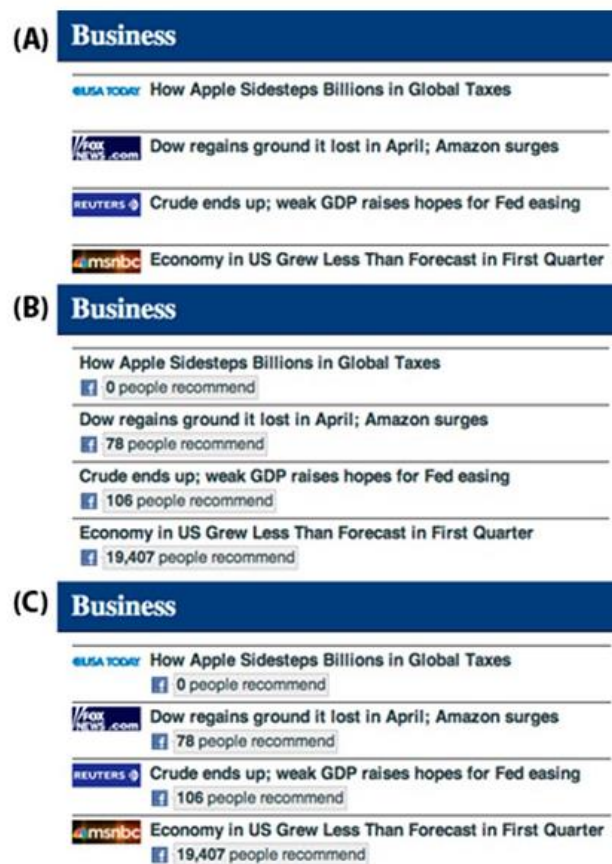 (A) Business
USA TODAY How Apple Sidesteps Billions in Global Taxes
FOX NEWS.com Dow regains ground it lost in April; Amazon surges
REUTERS Crude ends up; weak GDP raises hopes for Fed easing
msnbc Economy in US Grew Less Than Forecast in First Quarter
(B) Business
How Apple Sidesteps Billions in Global Taxes
f 0 people recommend
Dow regains ground it lost in April; Amazon surges
f 78 people recommend
Crude ends up; weak GDP raises hopes for Fed easing
f 106 people recommend
Economy in US Grew Less Than Forecast in First Quarter
f 19,407 people recommend
(C) Business
USA TODAY How Apple Sidesteps Billions in Global Taxes
f 0 people recommend
FOX NEWS.com Dow regains ground it lost in April; Amazon surges
f 78 people recommend
REUTERS Crude ends up; weak GDP raises hopes for Fed easing
f 106 people recommend
msnbc Economy in US Grew Less Than Forecast in First Quarter
f 19,407 people recommend